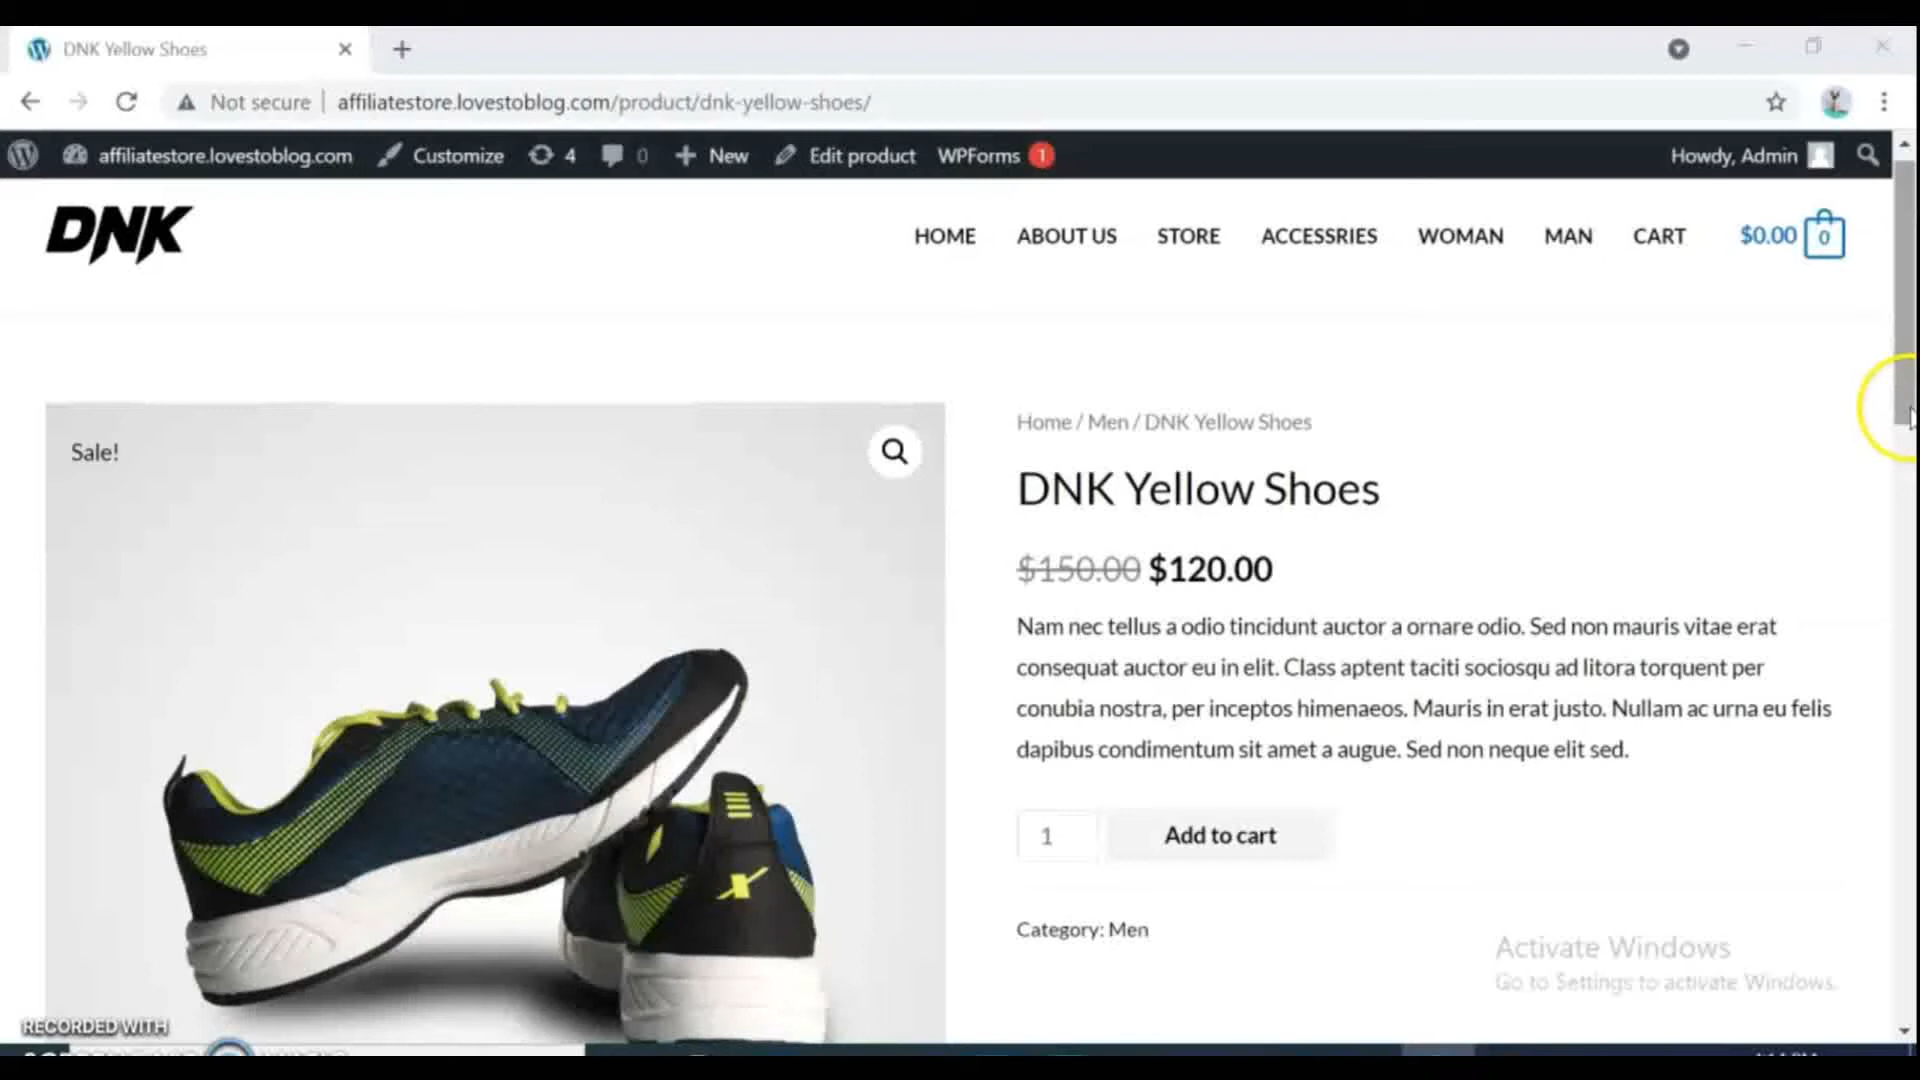 DNK Yellow Shoes
Not secure
affiliatestore.lovestoblog.com/product/dnk-yellow-shoes/
affiliatestore.lovestoblog.com Customize 4 0 New Edit product WPForms 1 Howdy, Admin
DNK
HOME ABOUT US STORE ACCESSRIES WOMAN MAN CART $0.00 0
Sale!
Home / Men / DNK Yellow Shoes
DNK Yellow Shoes
$150.00 $120.00
Nam nec tellus a odio tincidunt auctor a ornare odio. Sed non mauris vitae erat
consequat auctor eu in elit. Class aptent taciti sociosqu ad litora torquent per
conubia nostra, per inceptos himenaeos. Mauris in erat justo. Nullam ac urna eu felis
dapibus condimentum sit amet a augue. Sed non neque elit sed.
1 Add to cart
Category: Men
Activate Windows
Go to Settings to activate Windows.
RECORDED WITH